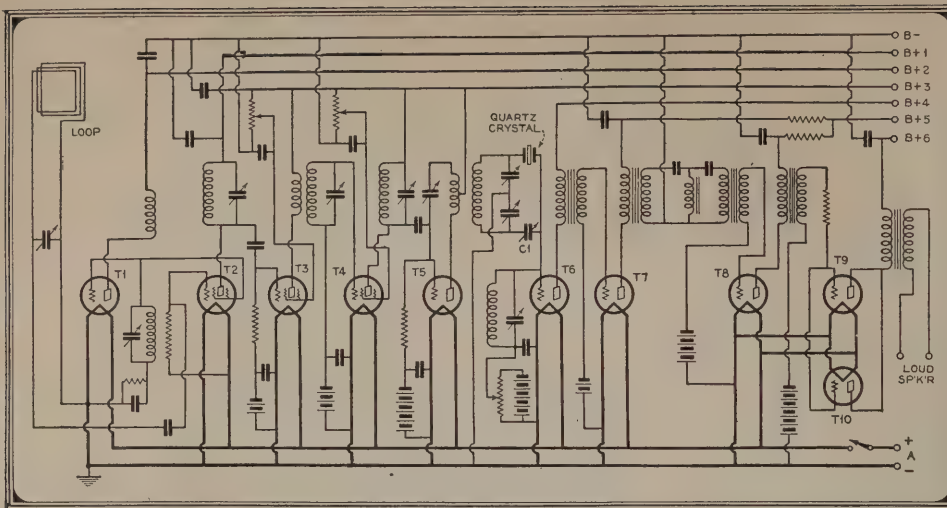 B-
B+1
B+2
B+3
B+4
B+5
B+6
LOOP
QUARTZ
CRYSTAL
C1
T1
T2
T3
T4
T5
T6
T7
T8
T9
T10
LOUD
SP'K'R
+
A
-